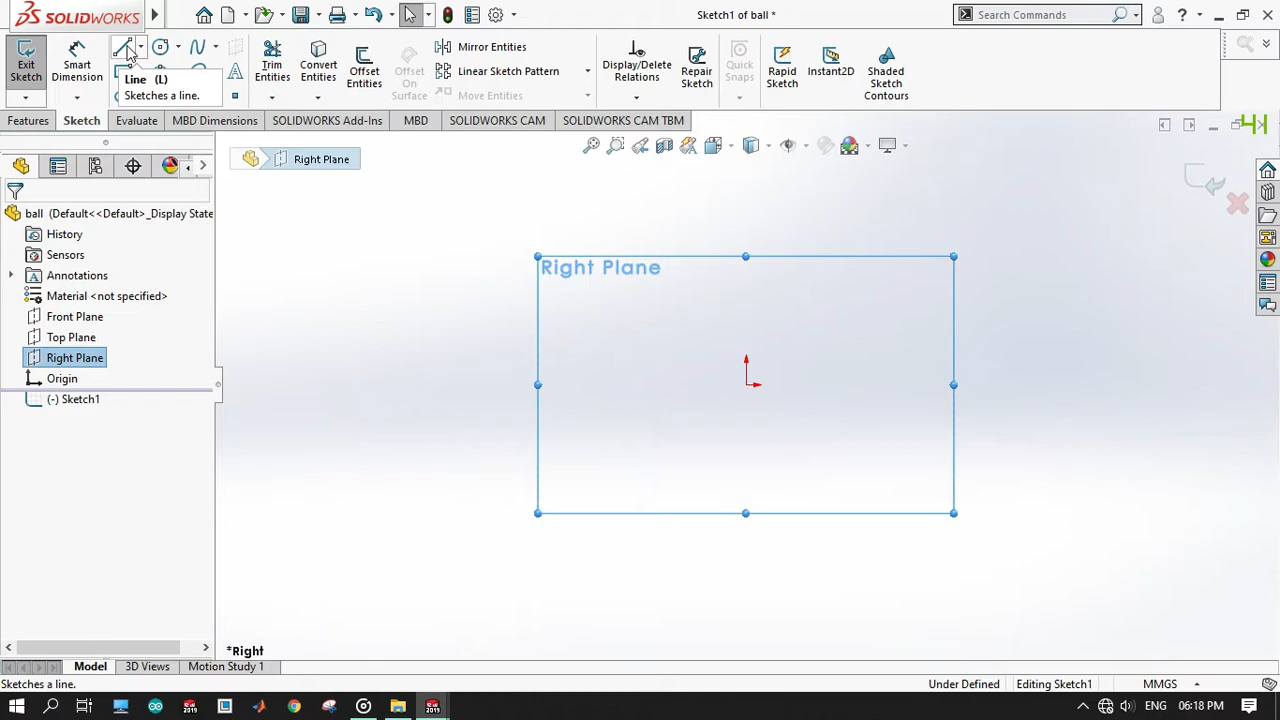 SOLIDWORKS
Sketch1 of ball *
Search Commands
?
Exit Sketch
Smart Dimension
Line (L)
Sketches a line.
Trim Entities
Convert Entities
Offset Entities
Offset On Surface
Mirror Entities
Linear Sketch Pattern
Move Entities
Display/Delete Relations
Repair Sketch
Quick Snaps
Rapid Sketch
Instant2D
Shaded Sketch Contours
Features
Sketch
Evaluate
MBD Dimensions
SOLIDWORKS Add-Ins
MBD
SOLIDWORKS CAM
SOLIDWORKS CAM TBM
Right Plane
ball (Default<<Default>_Display State
History
Sensors
Annotations
Material <not specified>
Front Plane
Top Plane
Right Plane
Origin
(-) Sketch1
Right Plane
*Right
Model
3D Views
Motion Study 1
Sketches a line.
Under Defined
Editing Sketch1
MMGS
06:18 PM